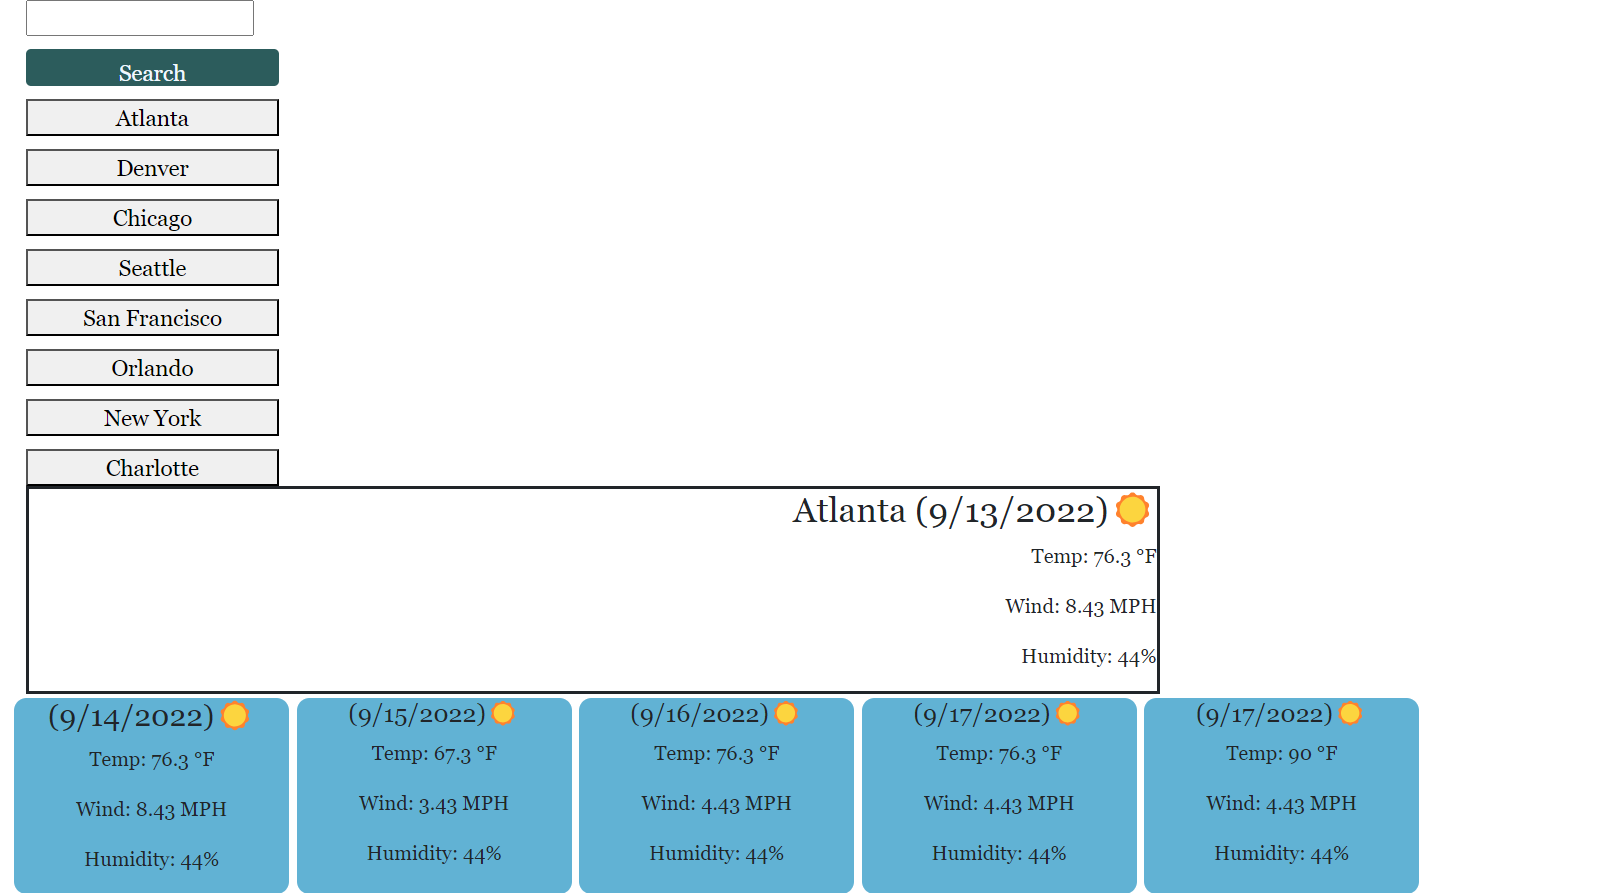 Search
Atlanta
Denver
Chicago
Seattle
San Francisco
Orlando
New York
Charlotte
Atlanta (9/13/2022)
Temp: 76.3 °F
Wind: 8.43 MPH
Humidity: 44%
(9/14/2022)
Temp: 76.3 °F
Wind: 8.43 MPH
Humidity: 44%
(9/15/2022)
Temp: 67.3 °F
Wind: 3.43 MPH
Humidity: 44%
(9/16/2022)
Temp: 76.3 °F
Wind: 4.43 MPH
Humidity: 44%
(9/17/2022)
Temp: 76.3 °F
Wind: 4.43 MPH
Humidity: 44%
(9/17/2022)
Temp: 90 °F
Wind: 4.43 MPH
Humidity: 44%